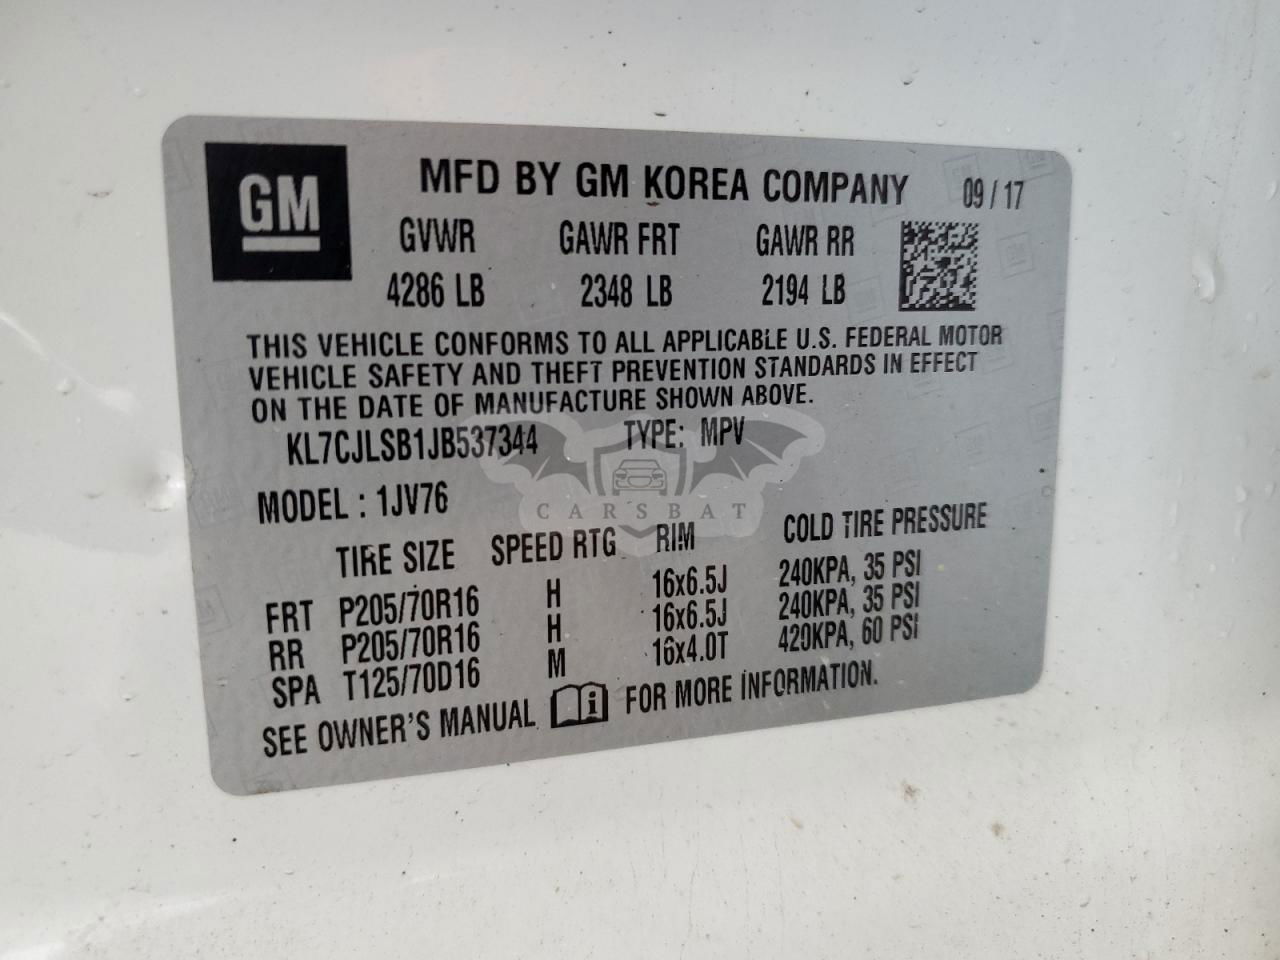 GM
MFD BY GM KOREA COMPANY 09/17
GVWR GAWR FRT GAWR RR
4286 LB 2348 LB 2194 LB
THIS VEHICLE CONFORMS TO ALL APPLICABLE U.S. FEDERAL MOTOR
VEHICLE SAFETY AND THEFT PREVENTION STANDARDS IN EFFECT
ON THE DATE OF MANUFACTURE SHOWN ABOVE.
KL7CJLSB1JB537344 TYPE: MPV
CARSBAT
MODEL : 1JV76
TIRE SIZE SPEED RTG RIM COLD TIRE PRESSURE
FRT P205/70R16 H 16x6.5J 240KPA, 35 PSI
RR P205/70R16 H 16x6.5J 240KPA, 35 PSI
SPA T125/70D16 M 16x4.0T 420KPA, 60 PSI
SEE OWNER'S MANUAL i FOR MORE INFORMATION.